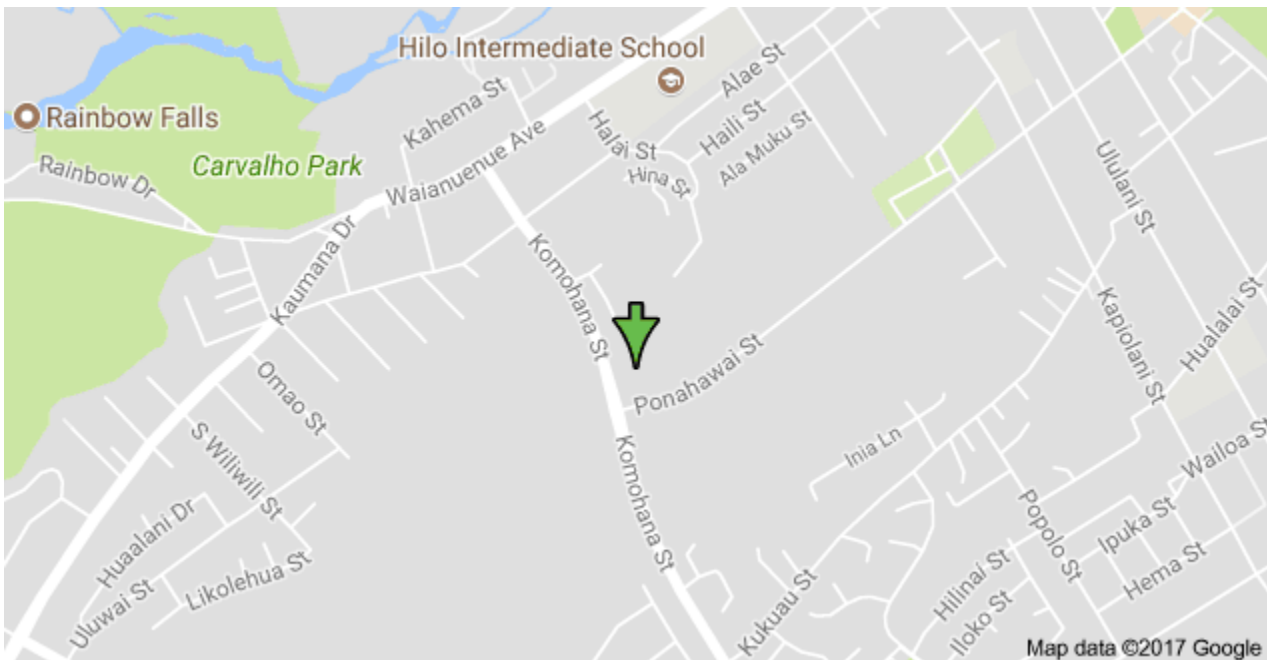 Hilo Intermediate School
Rainbow Falls
Carvalho Park
Rainbow Dr
Kahema St
Waianuenue Ave
Alae St
Halai St
Haili St
Hina St
Ala Muku St
Ululani St
Kaumana Dr
Komohana St
Ponahawai St
Kapiolani St
Hualalai St
Omao St
S Wiliwili St
Komohana St
Inia Ln
Wailoa St
Popolo St
Ipuka St
Huaalani Dr
Uluwai St
Likolehua St
Kukuau St
Hilinai St
Iloko St
Hema St
Map data ©2017 Google